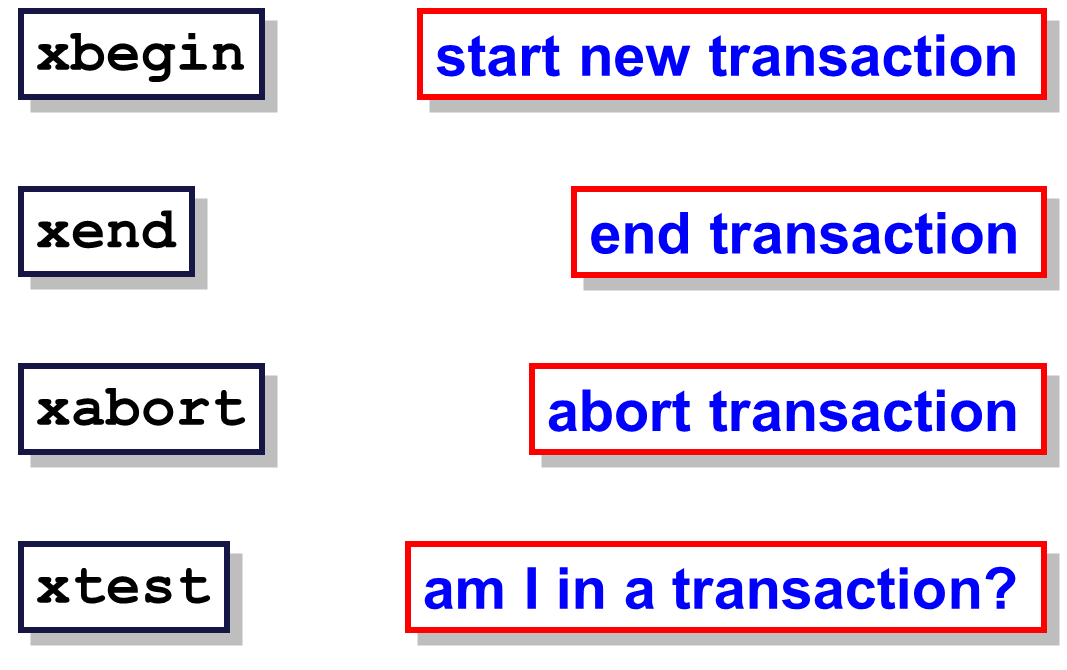 xbegin start new transaction
xend end transaction
xabort abort transaction
xtest am I in a transaction?